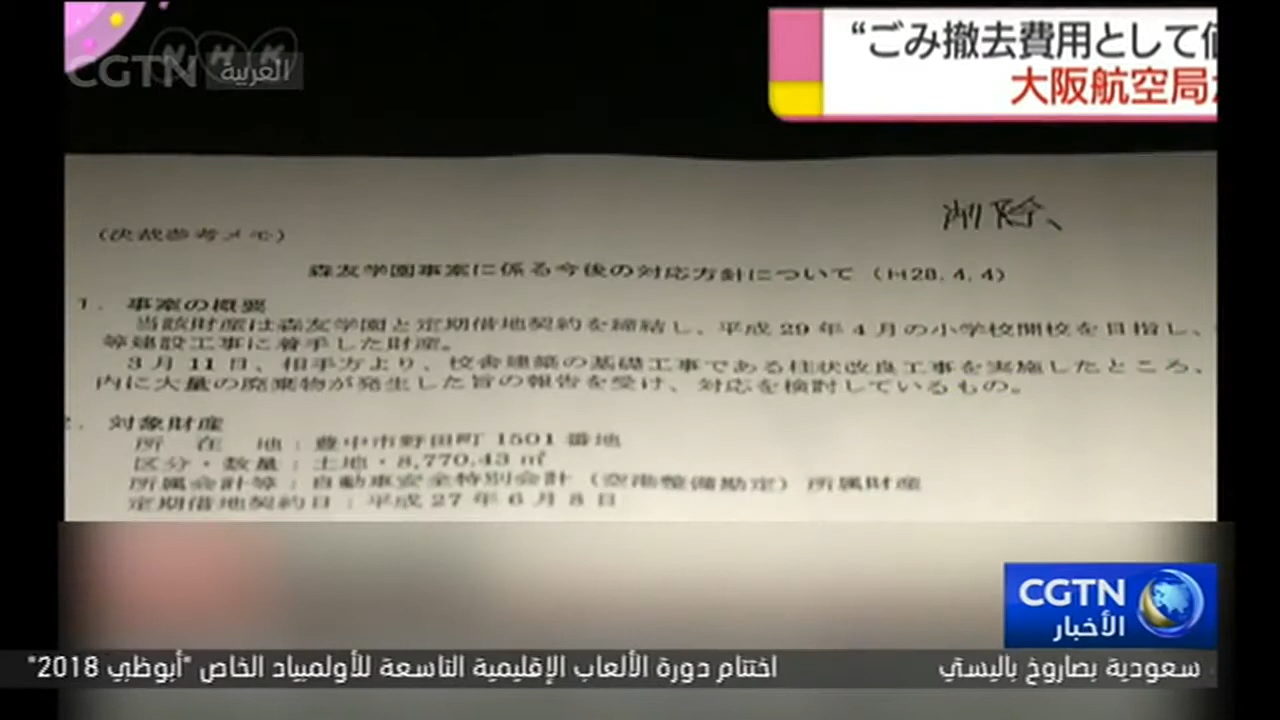 NHK
CGTN
العربية
“ごみ撤去費用として
大阪航空局
削除、
(決裁参考メモ)
森友学園事案に係る今後の対応方針について(H28.4.4)
1. 事案の概要
当該財産は森友学園と定期借地契約を締結し、平成29年4月の小学校開校を目指し、
等建設工事に着手した財産。
3月11日、相手方より、校舎建築の基礎工事である柱状改良工事を実施したところ、
内に大量の廃棄物が発生した旨の報告を受け、対応を検討しているもの。
2. 対象財産
所 在 地:豊中市野田町1501番地
区分・数量:土地・8,770.43㎡
所属会計等:自動車安全特別会計(空港整備勘定)所属財産
定期借地契約日:平成27年6月8日
CGTN
الأخبار
سعودية بصاروخ باليستي
اختتام دورة الألعاب الإقليمية التاسعة للأولمبياد الخاص "أبوظبي 2018"